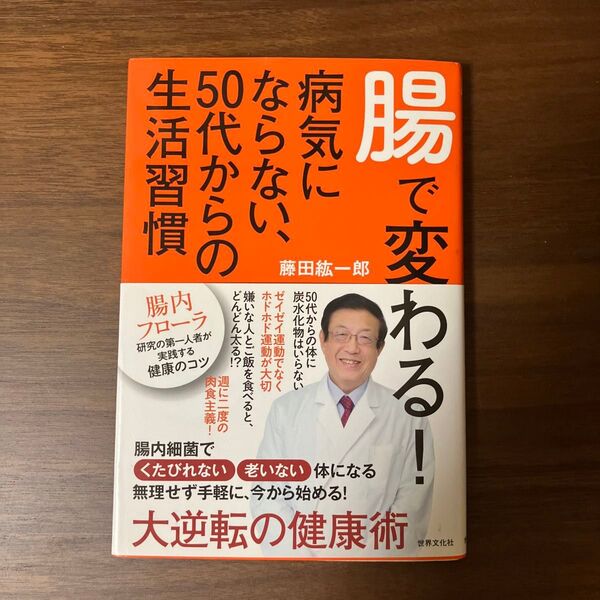 腸で変わる!
病気に
ならない、
50代からの
生活習慣
藤田紘一郎
腸内
フローラ
研究の第一人者が
実践する
健康のコツ
50代からの体に
炭水化物はいらない
ゼイゼイ運動でなく
ホドホド運動が大切
嫌いな人とご飯を食べると、
どんどん太る!?
週に二度の
肉食主義!
腸内細菌で
くたびれない 老いない 体になる
無理せず手軽に、今から始める!
大逆転の健康術
世界文化社